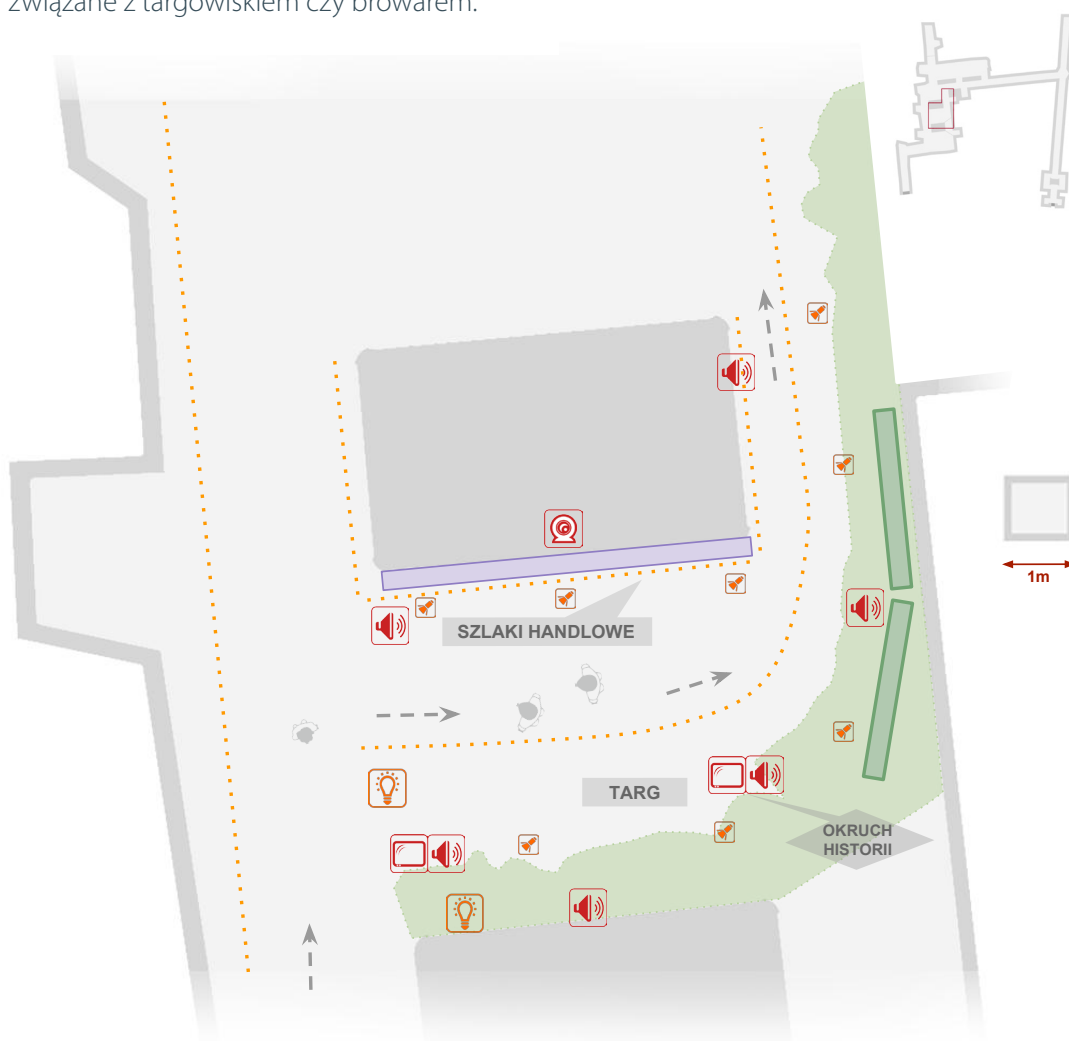 związane z targowiskiem czy browarem.
1m
SZLAKI HANDLOWE
TARG
OKRUCH
HISTORII